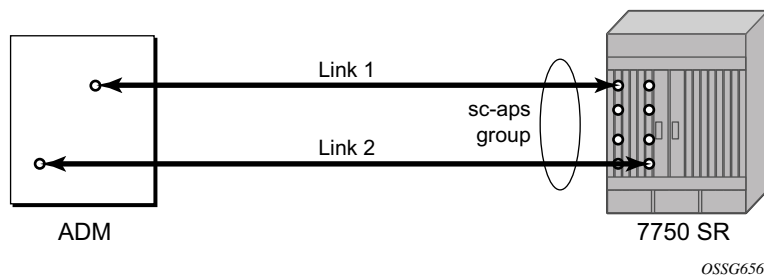 Link 1
sc-aps
group
Link 2
ADM
7750 SR
OSSG656